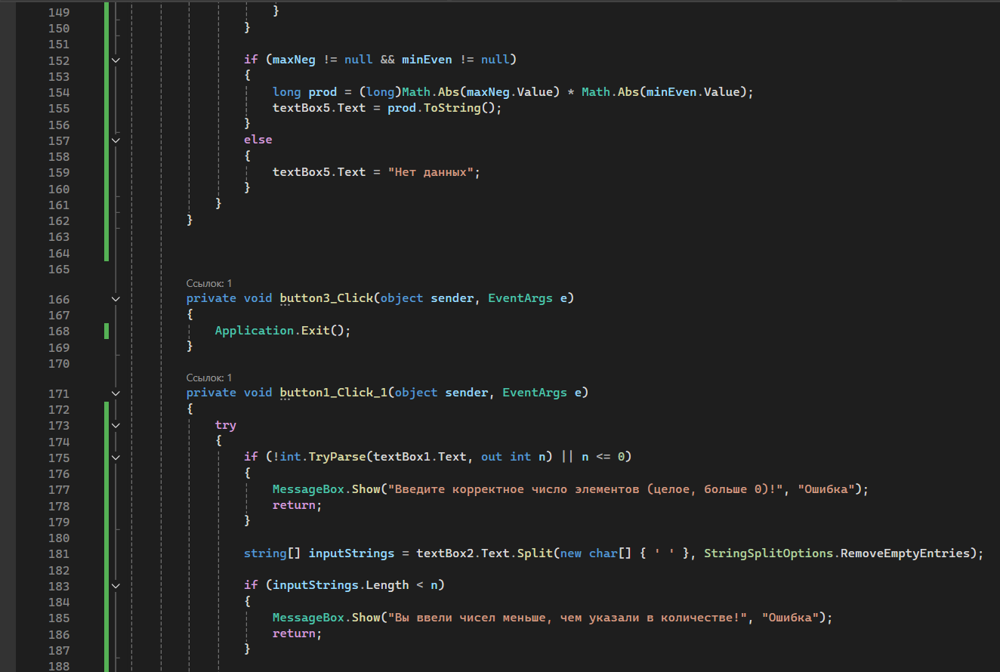 149 }
150 }
151
152 if (maxNeg != null && minEven != null)
153 {
154 long prod = (long)Math.Abs(maxNeg.Value) * Math.Abs(minEven.Value);
155 textBox5.Text = prod.ToString();
156 }
157 else
158 {
159 textBox5.Text = "Нет данных";
160 }
161 }
162 }
163
164
165
Ссылок: 1
166 private void button3_Click(object sender, EventArgs e)
167 {
168 Application.Exit();
169 }
170
Ссылок: 1
171 private void button1_Click_1(object sender, EventArgs e)
172 {
173 try
174 {
175 if (!int.TryParse(textBox1.Text, out int n) || n <= 0)
176 {
177 MessageBox.Show("Введите корректное число элементов (целое, больше 0)!", "Ошибка");
178 return;
179 }
180
181 string[] inputStrings = textBox2.Text.Split(new char[] { ' ' }, StringSplitOptions.RemoveEmptyEntries);
182
183 if (inputStrings.Length < n)
184 {
185 MessageBox.Show("Вы ввели чисел меньше, чем указали в количестве!", "Ошибка");
186 return;
187 }
188